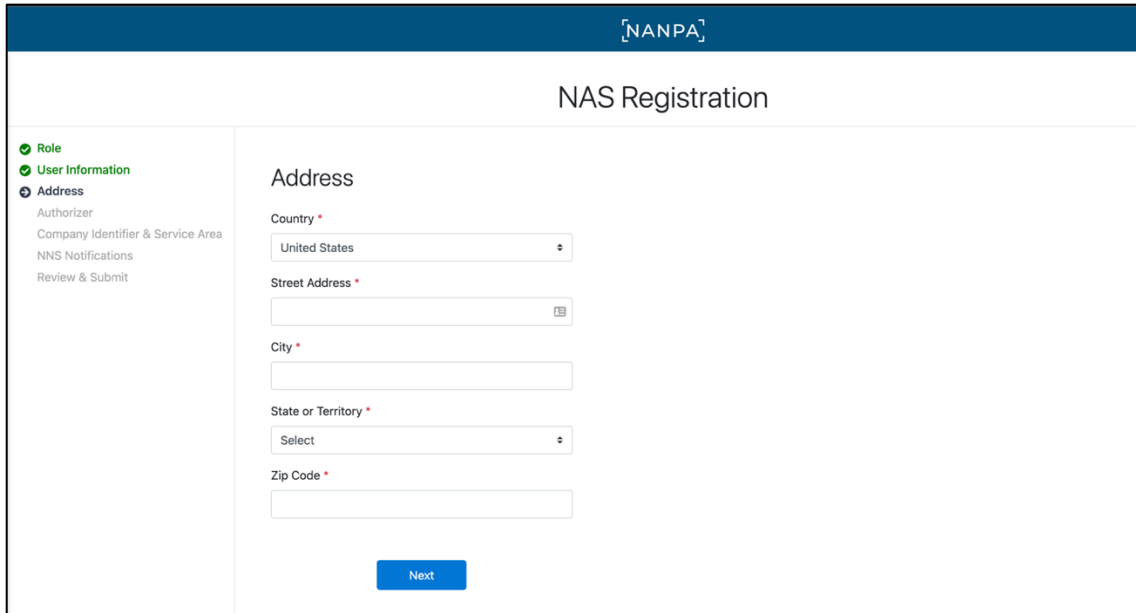 [NANPA]
NAS Registration
Role
User Information
Address
Authorizer
Company Identifier & Service Area
NNS Notifications
Review & Submit
Address
Country *
United States
Street Address *
City *
State or Territory *
Select
Zip Code *
Next